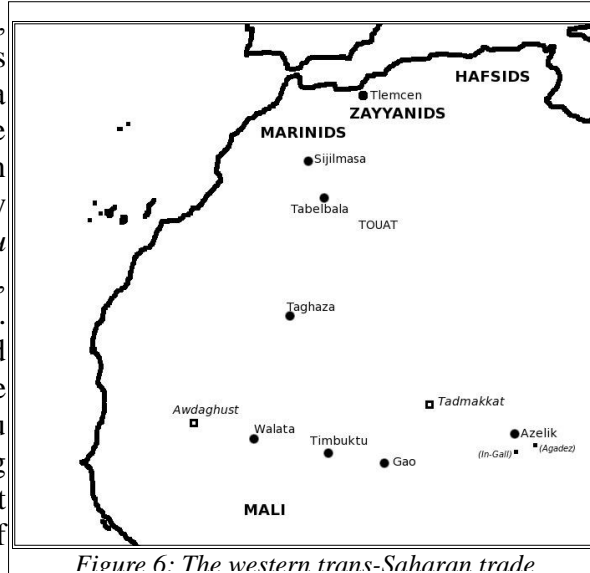 HAFSIDS
Tlemcen
ZAYYANIDS
MARINIDS
Sijilmasa
Tabelbala
TOUAT
Taghaza
Tadmakkat
Awdaghust
Walata
Azelik
Timbuktu
(Agadez)
(In-Gall)
Gao
MALI
Figure 6: The western trans-Saharan trade